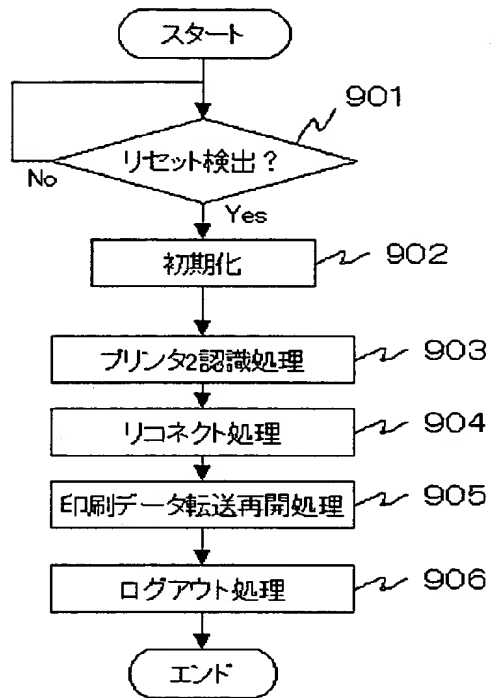 スタート
901
リセット検出？
No
Yes
初期化
902
プリンタ2認識処理
903
リコネクト処理
904
印刷データ転送再開処理
905
ログアウト処理
906
エンド